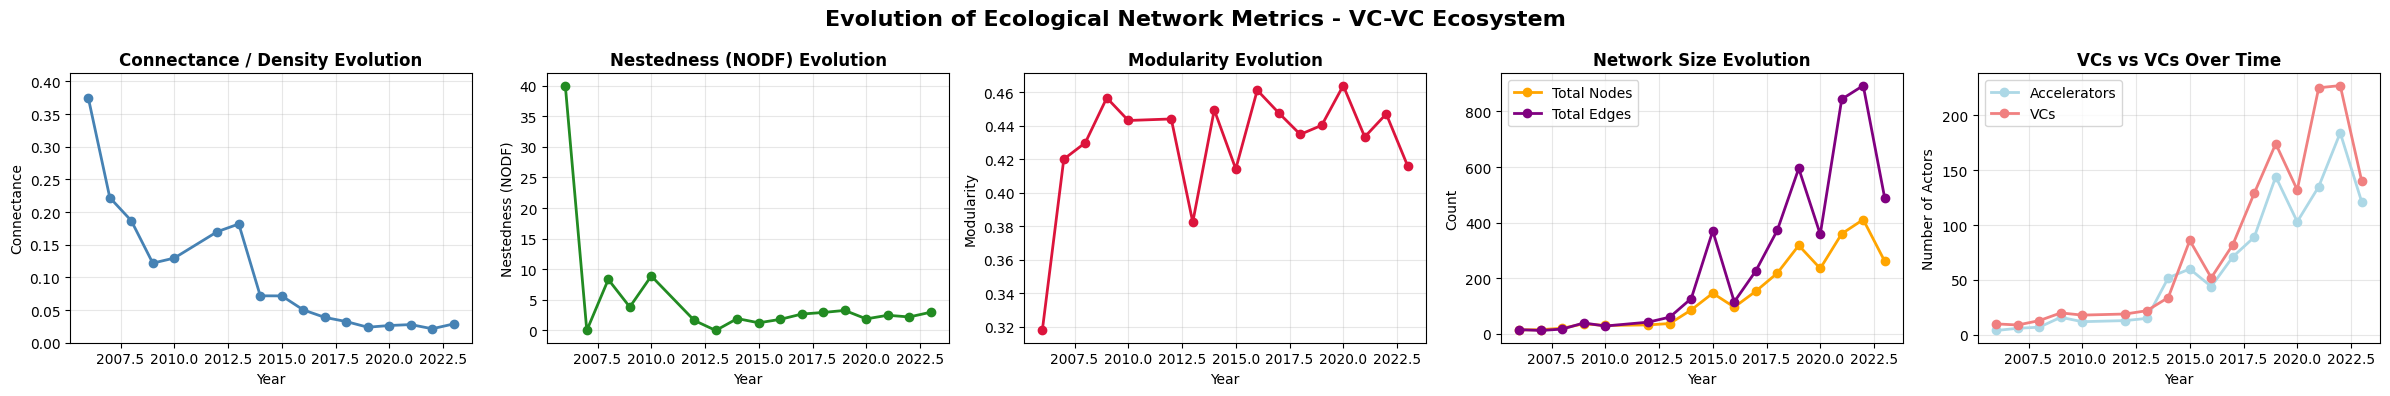 Evolution of Ecological Network Metrics - VC-VC Ecosystem
Connectance / Density Evolution
Connectance
0.40
0.35
0.30
0.25
0.20
0.15
0.10
0.05
0.00
2007.5 2010.0 2012.5 2015.0 2017.5 2020.0 2022.5
Year
Nestedness (NODF) Evolution
Nestedness (NODF)
40
35
30
25
20
15
10
5
0
2007.5 2010.0 2012.5 2015.0 2017.5 2020.0 2022.5
Year
Modularity Evolution
Modularity
0.46
0.44
0.42
0.40
0.38
0.36
0.34
0.32
2007.5 2010.0 2012.5 2015.0 2017.5 2020.0 2022.5
Year
Network Size Evolution
Total Nodes
Total Edges
Count
800
600
400
200
0
2007.5 2010.0 2012.5 2015.0 2017.5 2020.0 2022.5
Year
VCs vs VCs Over Time
Accelerators
VCs
Number of Actors
200
150
100
50
0
2007.5 2010.0 2012.5 2015.0 2017.5 2020.0 2022.5
Year